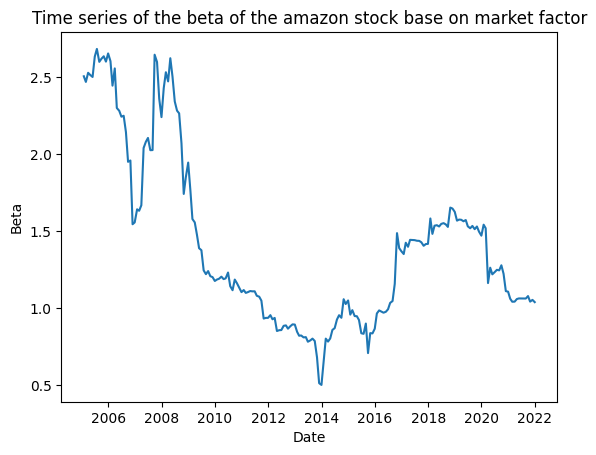 Time series of the beta of the amazon stock base on market factor
2.5
2.0
1.5
1.0
0.5
Beta
2006 2008 2010 2012 2014 2016 2018 2020 2022
Date